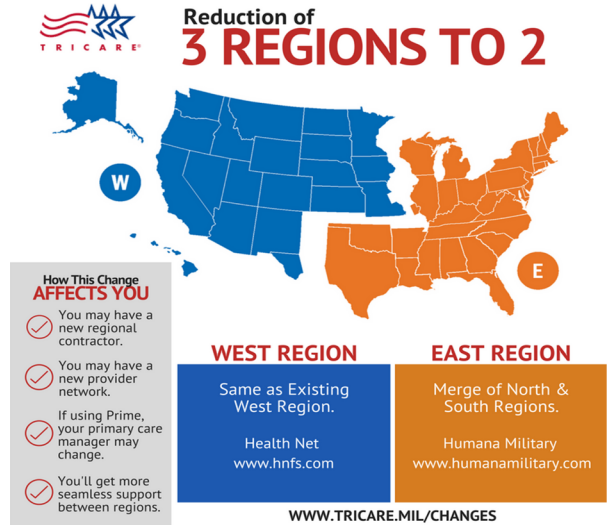 TRICARE®
Reduction of
3 REGIONS TO 2
W
E
How This Change
AFFECTS YOU
You may have a
new regional
contractor.
You may have a
new provider
network.
If using Prime,
your primary care
manager may
change.
You'll get more
seamless support
between regions.
WEST REGION
Same as Existing
West Region.
Health Net
www.hnfs.com
EAST REGION
Merge of North &
South Regions.
Humana Military
www.humanamilitary.com
WWW.TRICARE.MIL/CHANGES